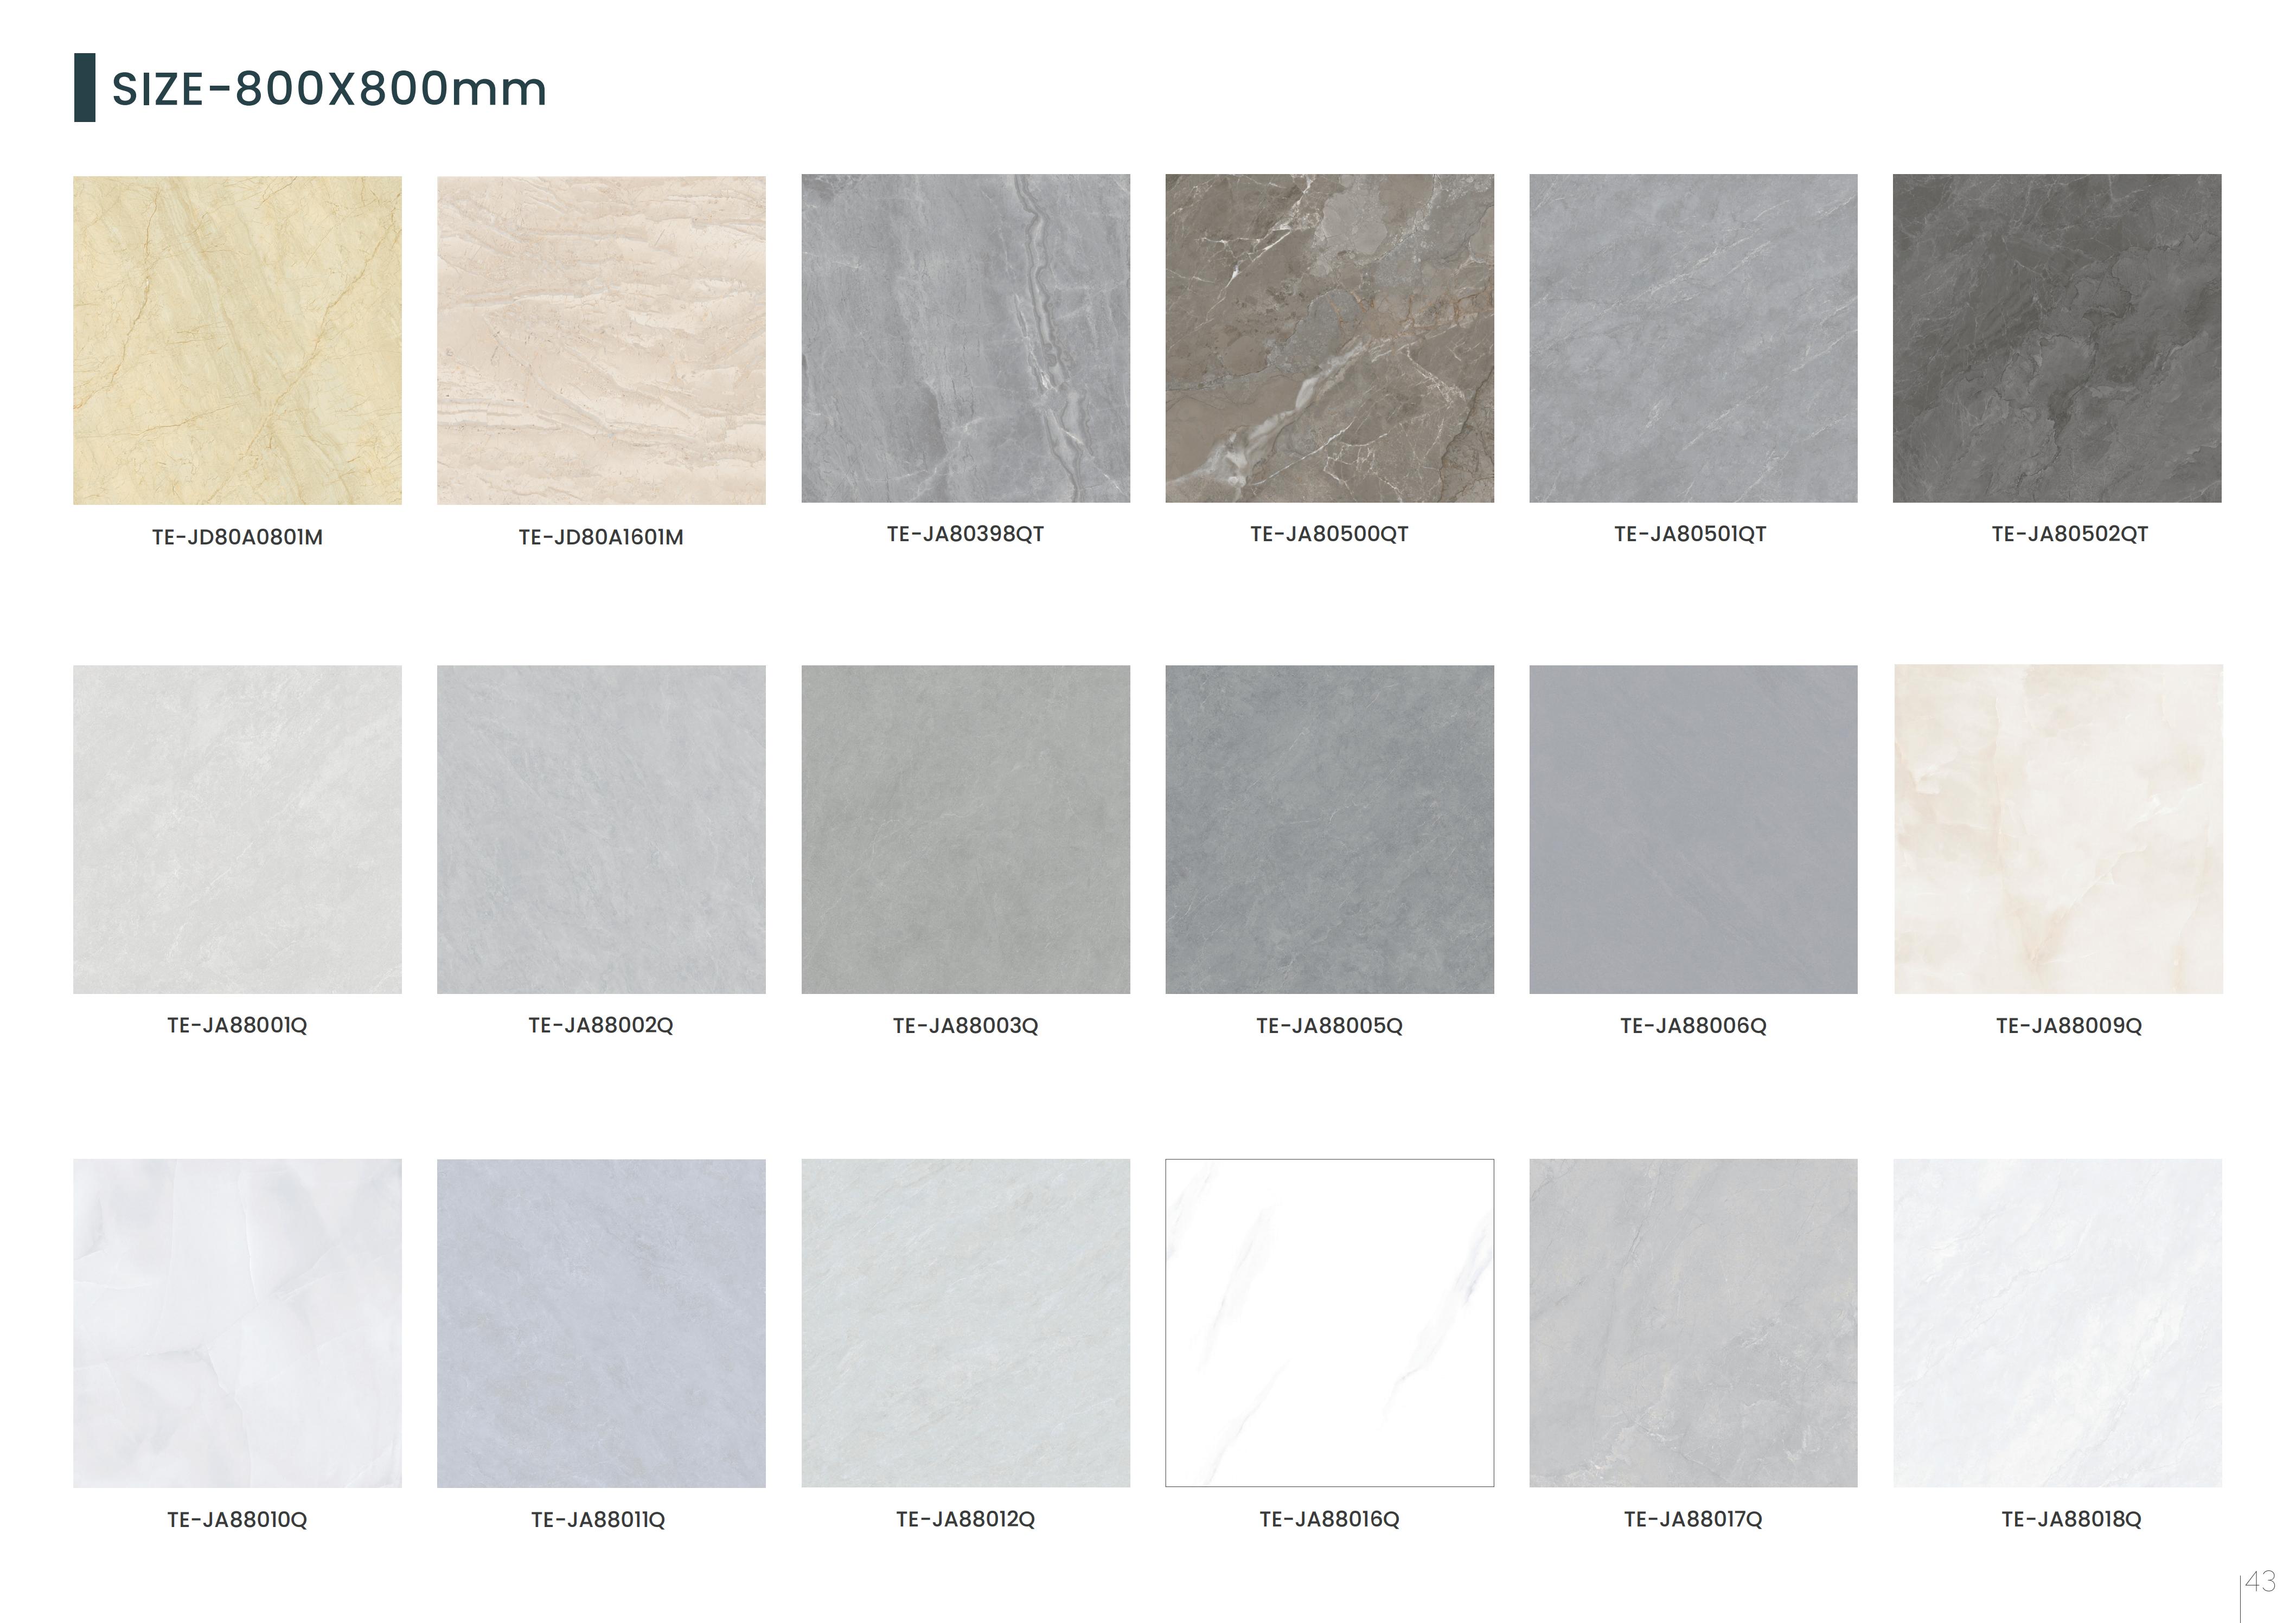 SIZE-800X800mm
TE-JD80A0801M
TE-JD80A1601M
TE-JA80398QT
TE-JA80500QT
TE-JA80501QT
TE-JA80502QT
TE-JA88001Q
TE-JA88002Q
TE-JA88003Q
TE-JA88005Q
TE-JA88006Q
TE-JA88009Q
TE-JA88010Q
TE-JA88011Q
TE-JA88012Q
TE-JA88016Q
TE-JA88017Q
TE-JA88018Q
43